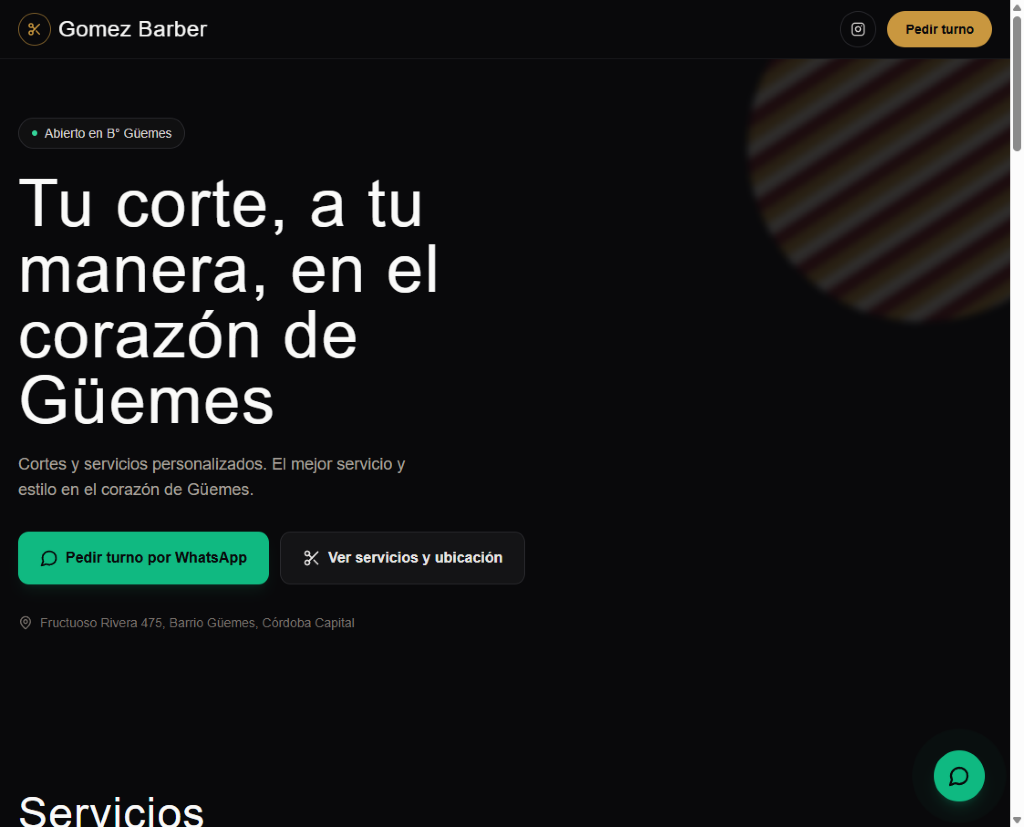 Gomez Barber
Pedir turno
Abierto en B° Güemes
Tu corte, a tu
manera, en el
corazón de
Güemes
Cortes y servicios personalizados. El mejor servicio y
estilo en el corazón de Güemes.
Pedir turno por WhatsApp
Ver servicios y ubicación
Fructuoso Rivera 475, Barrio Güemes, Córdoba Capital
Servicios